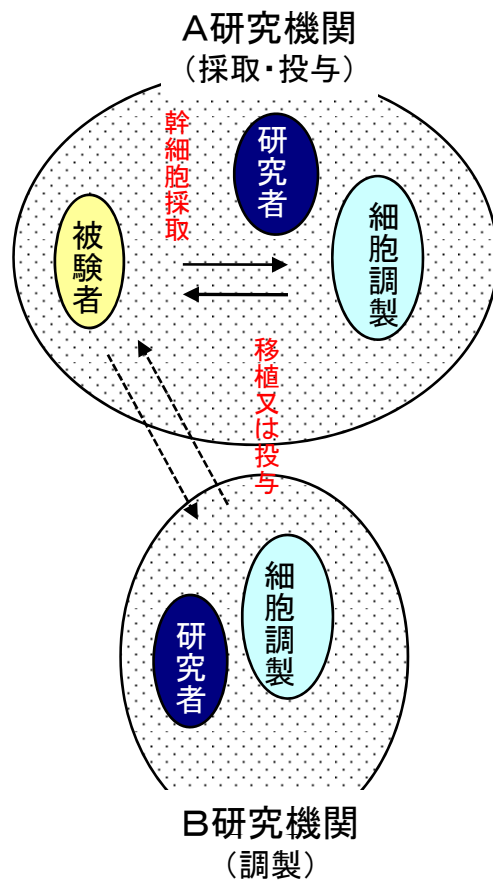 A研究機関
（採取・投与）
幹細胞採取
研究者
細胞調製
被験者
移植又は投与
細胞調製
研究者
B研究機関
（調製）